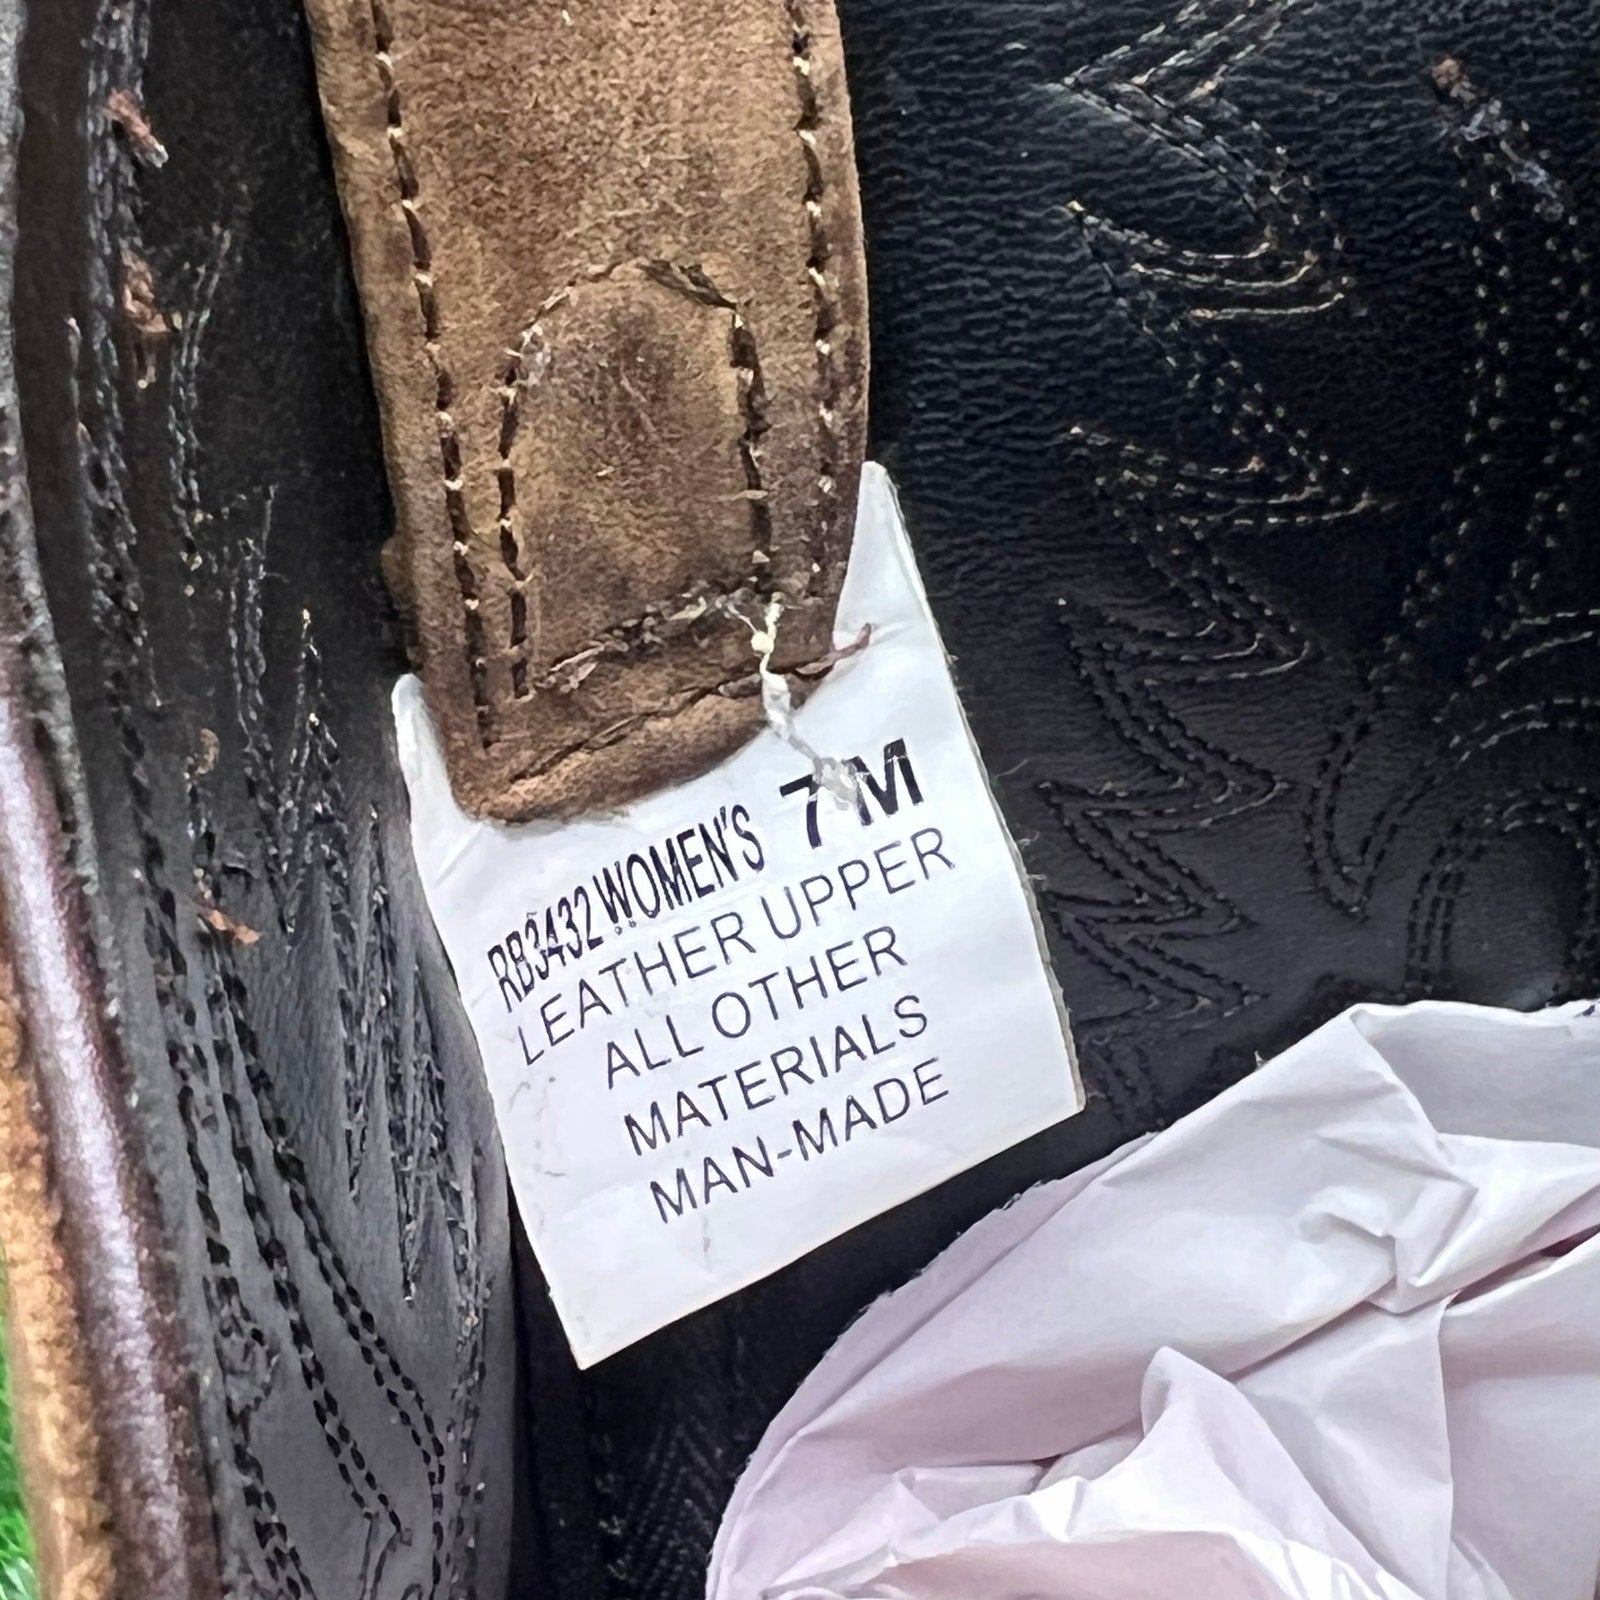 RB3432 WOMEN'S 7 M
LEATHER UPPER
ALL OTHER
MATERIALS
MAN-MADE